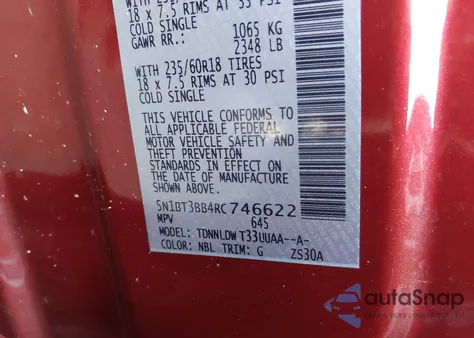 18 x 7.5 RIMS AT 33 PSI
COLD SINGLE
GAWR RR.: 1065 KG
2348 LB
WITH 235/60R18 TIRES
18 x 7.5 RIMS AT 30 PSI
COLD SINGLE
THIS VEHICLE CONFORMS TO
ALL APPLICABLE FEDERAL
MOTOR VEHICLE SAFETY AND
THEFT PREVENTION
STANDARDS IN EFFECT ON
THE DATE OF MANUFACTURE
SHOWN ABOVE.
5N1BT3BB4RC746622
MPV 645
MODEL: TDNNLDW T33UUAA--A-
COLOR: NBL TRIM: G ZS30A
autoSnap